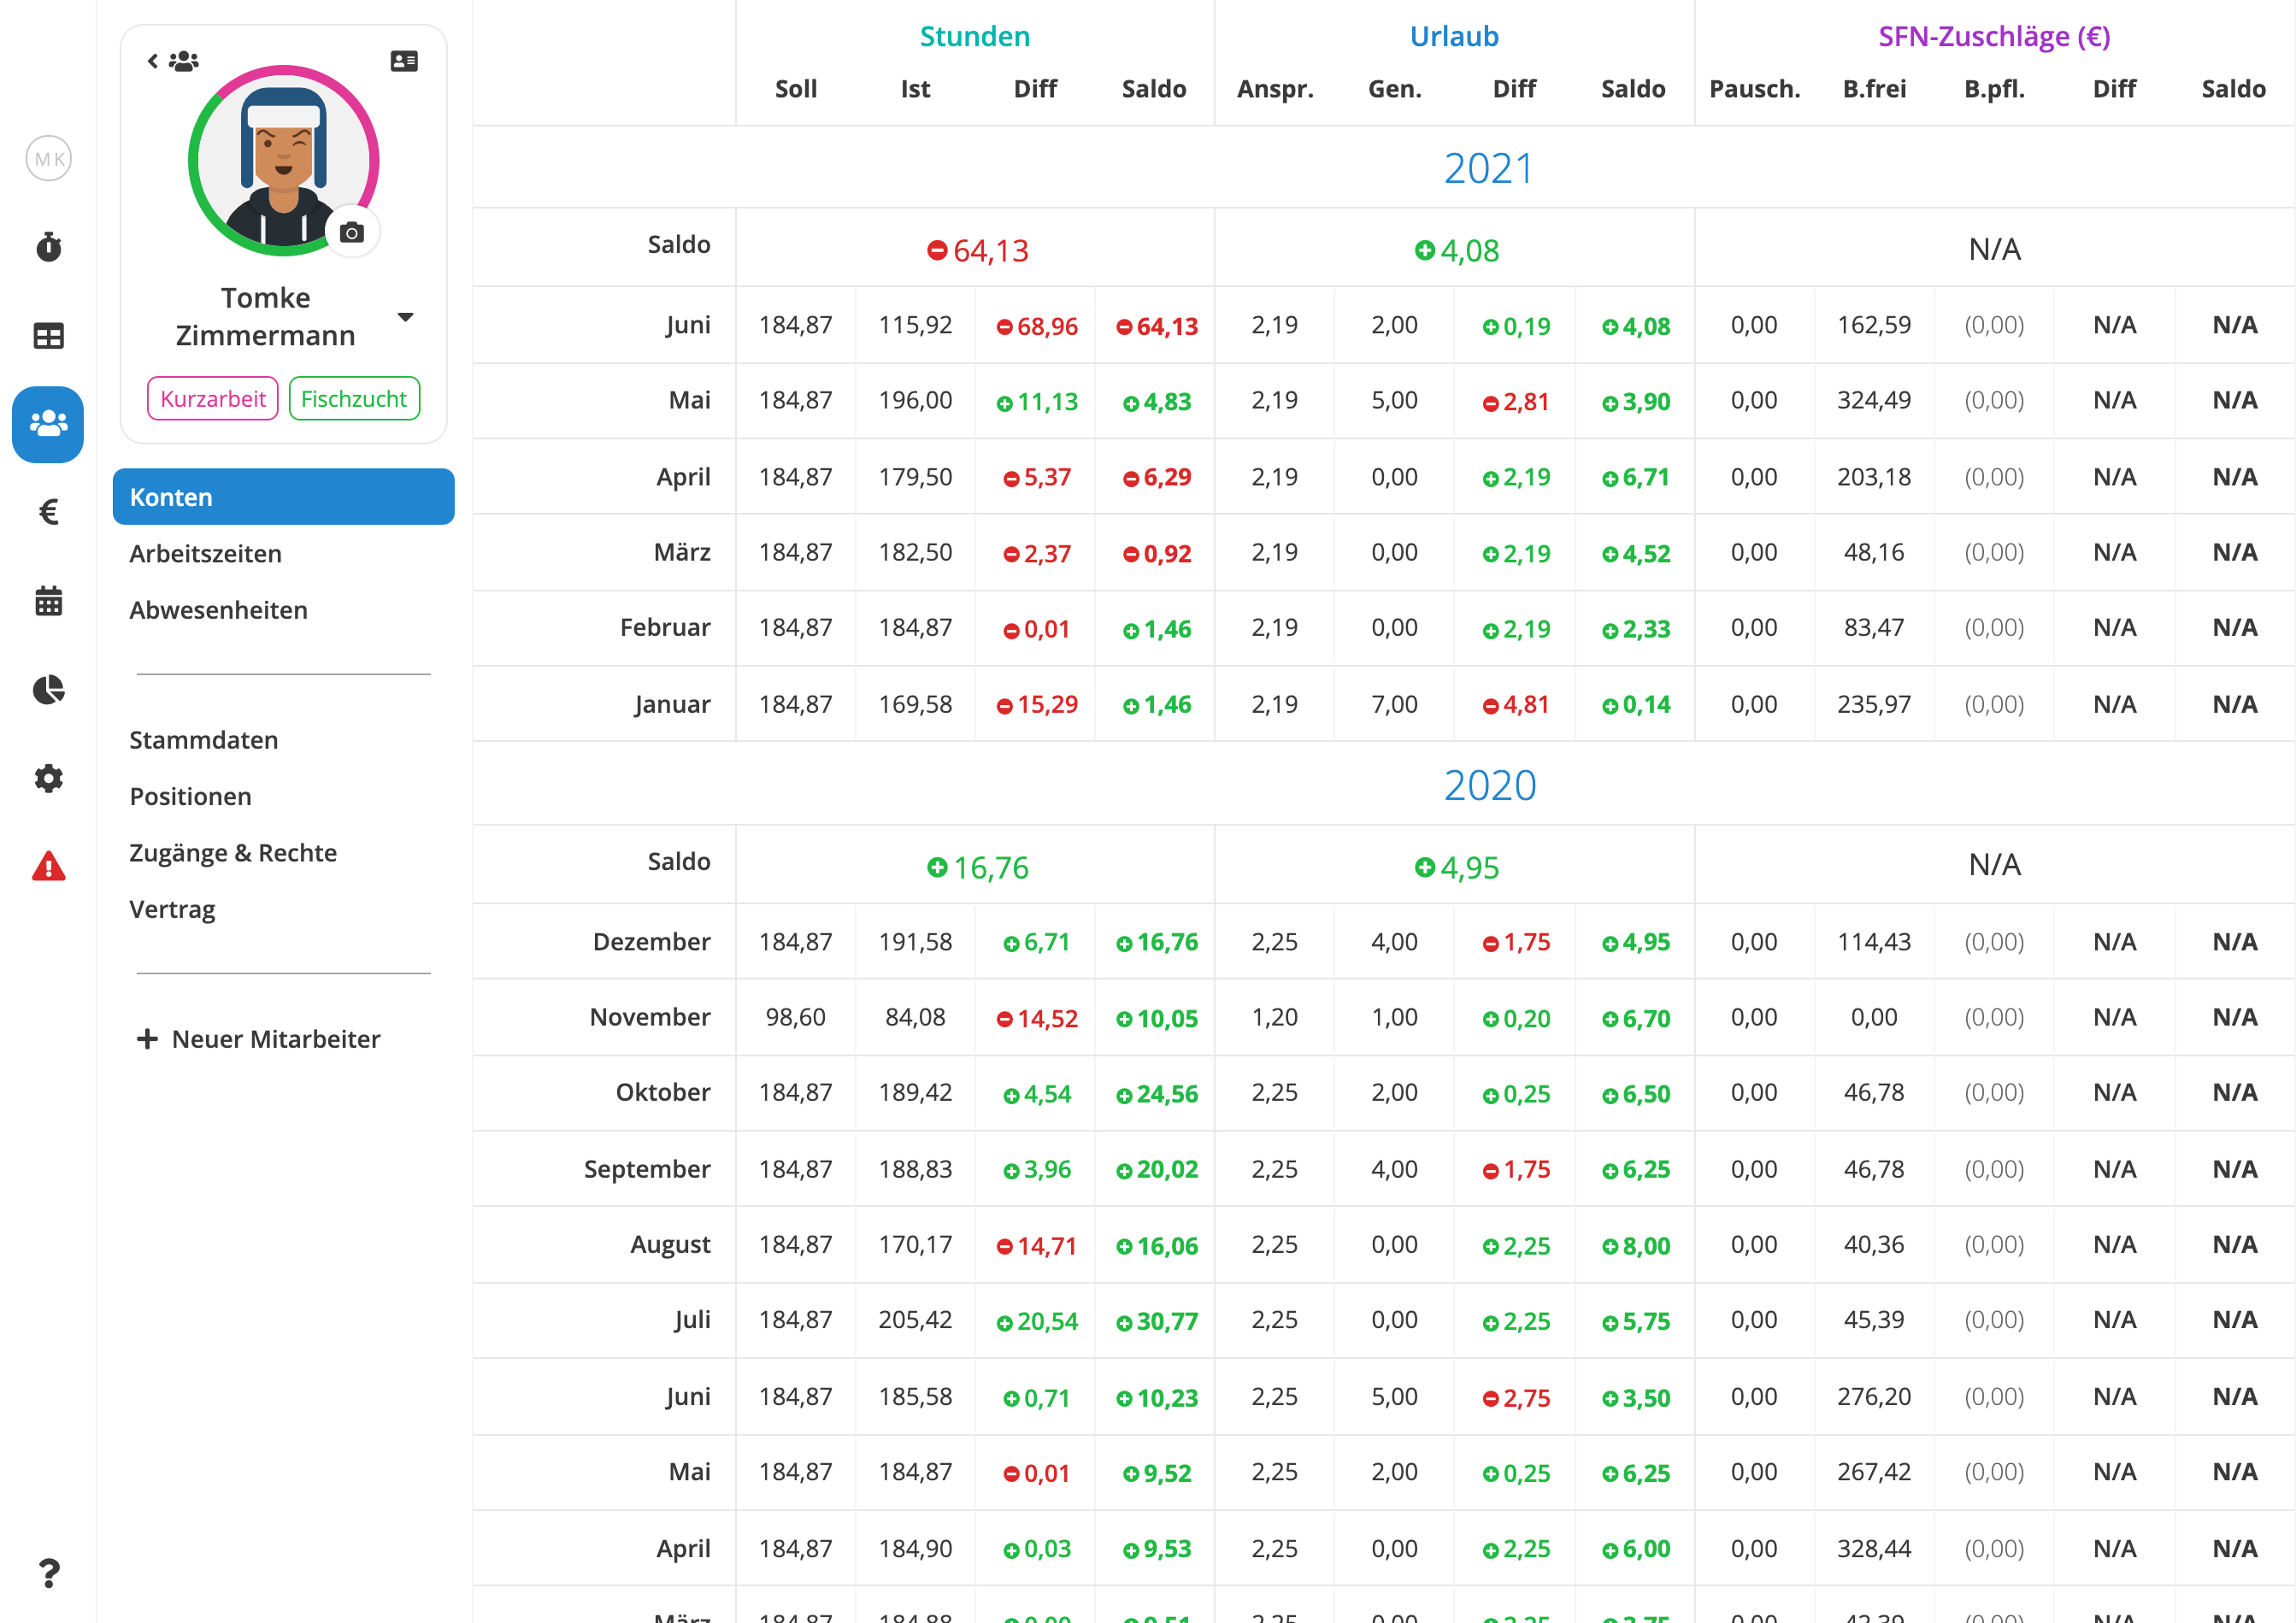 MK
Tomke
Zimmermann
Kurzarbeit Fischzucht
Konten
Arbeitszeiten
Abwesenheiten
Stammdaten
Positionen
Zugänge & Rechte
Vertrag
Neuer Mitarbeiter
Stunden Urlaub SFN-Zuschläge (€)
Soll Ist Diff Saldo Anspr. Gen. Diff Saldo Pausch. B.frei B.pfl. Diff Saldo
2021
Saldo 64,13 4,08 N/A
Juni 184,87 115,92 68,96 64,13 2,19 2,00 0,19 4,08 0,00 162,59 (0,00) N/A N/A
Mai 184,87 196,00 11,13 4,83 2,19 5,00 2,81 3,90 0,00 324,49 (0,00) N/A N/A
April 184,87 179,50 5,37 6,29 2,19 0,00 2,19 6,71 0,00 203,18 (0,00) N/A N/A
März 184,87 182,50 2,37 0,92 2,19 0,00 2,19 4,52 0,00 48,16 (0,00) N/A N/A
Februar 184,87 184,87 0,01 1,46 2,19 0,00 2,19 2,33 0,00 83,47 (0,00) N/A N/A
Januar 184,87 169,58 15,29 1,46 2,19 7,00 4,81 0,14 0,00 235,97 (0,00) N/A N/A
2020
Saldo 16,76 4,95 N/A
Dezember 184,87 191,58 6,71 16,76 2,25 4,00 1,75 4,95 0,00 114,43 (0,00) N/A N/A
November 98,60 84,08 14,52 10,05 1,20 1,00 0,20 6,70 0,00 0,00 (0,00) N/A N/A
Oktober 184,87 189,42 4,54 24,56 2,25 2,00 0,25 6,50 0,00 46,78 (0,00) N/A N/A
September 184,87 188,83 3,96 20,02 2,25 4,00 1,75 6,25 0,00 46,78 (0,00) N/A N/A
August 184,87 170,17 14,71 16,06 2,25 0,00 2,25 8,00 0,00 40,36 (0,00) N/A N/A
Juli 184,87 205,42 20,54 30,77 2,25 0,00 2,25 5,75 0,00 45,39 (0,00) N/A N/A
Juni 184,87 185,58 0,71 10,23 2,25 5,00 2,75 3,50 0,00 276,20 (0,00) N/A N/A
Mai 184,87 184,87 0,01 9,52 2,25 2,00 0,25 6,25 0,00 267,42 (0,00) N/A N/A
April 184,87 184,90 0,03 9,53 2,25 0,00 2,25 6,00 0,00 328,44 (0,00) N/A N/A